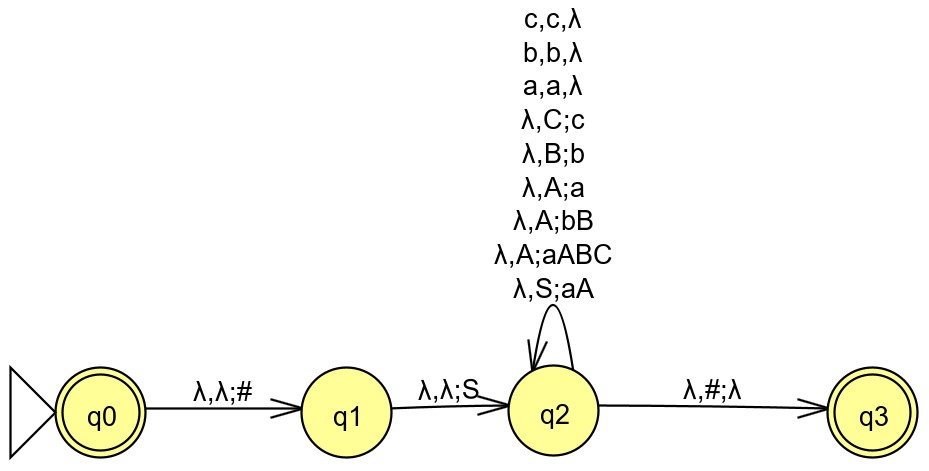 c,c,λ
b,b,λ
a,a,λ
λ,C;c
λ,B;b
λ,A;a
λ,A;bB
λ,A;aABC
λ,S;aA
q0
λ,λ;#
q1
λ,λ;S
q2
λ,#;λ
q3